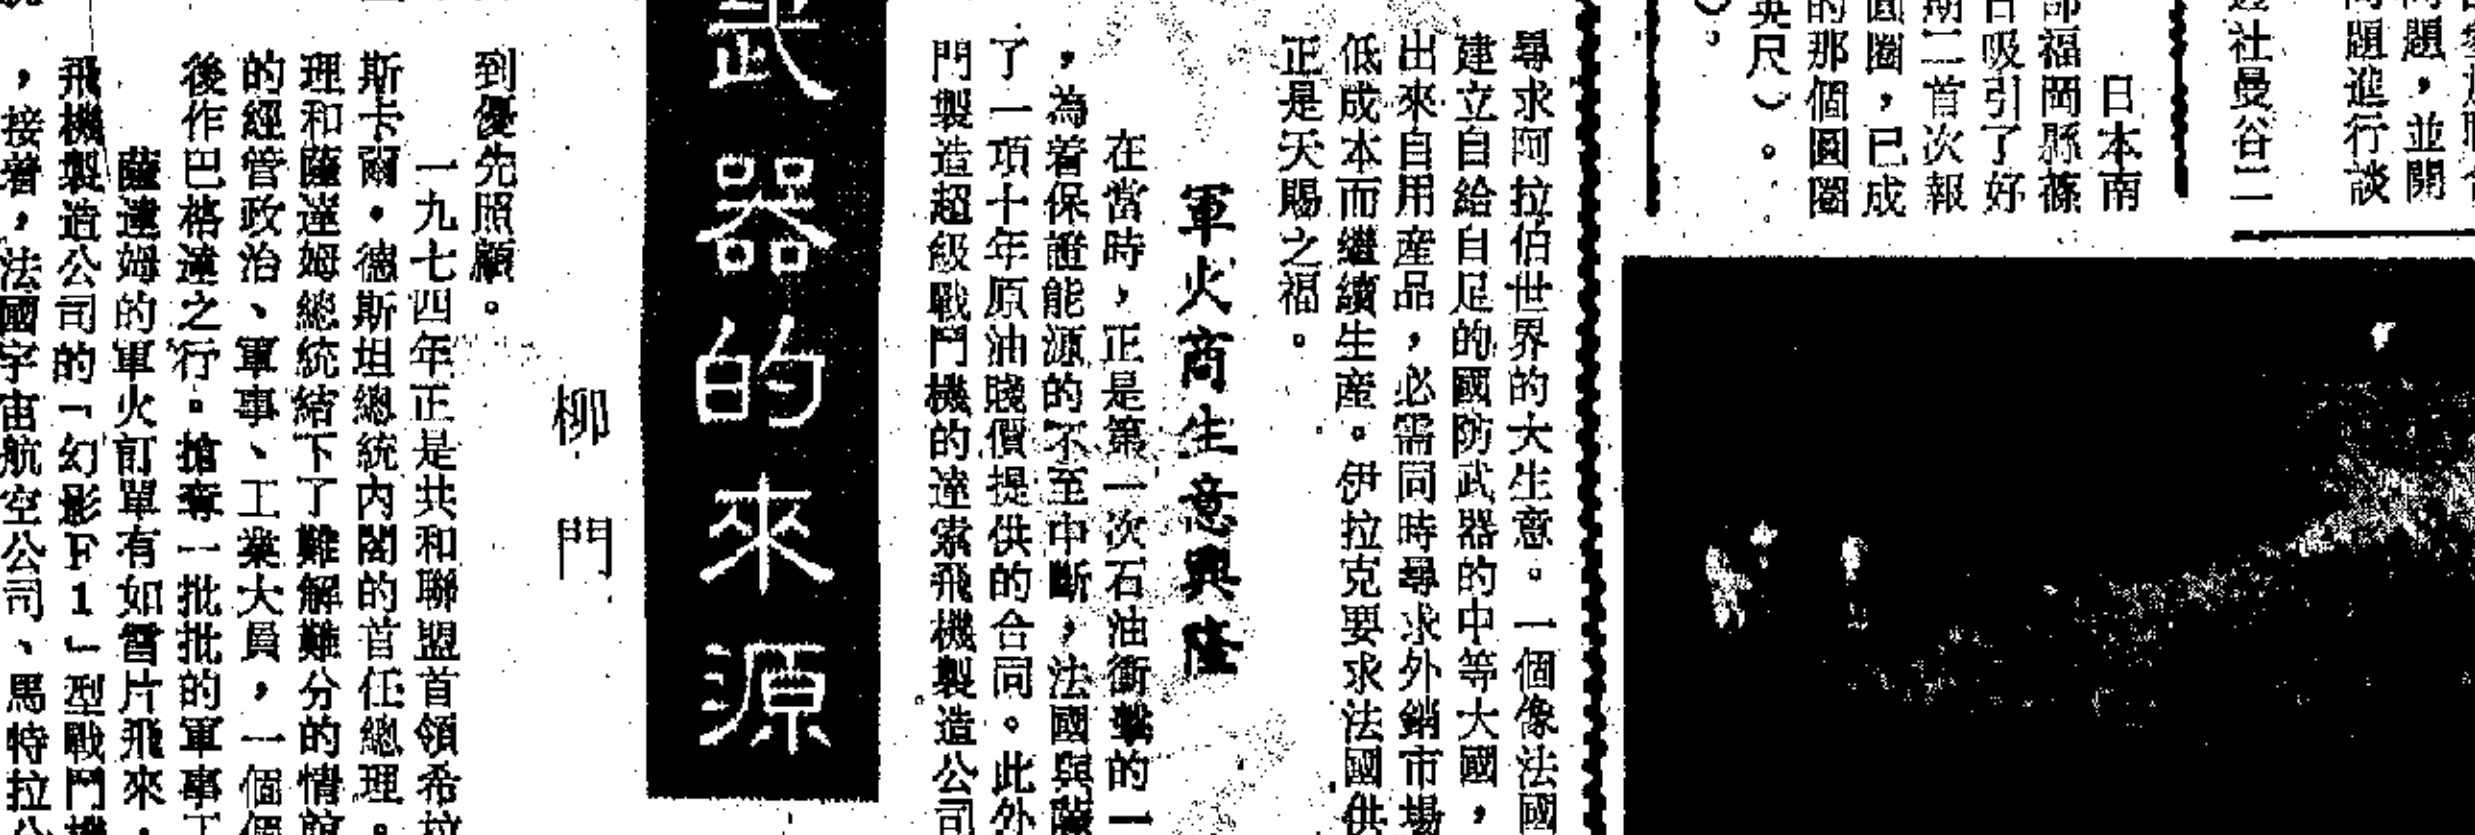 問題，並開
問題進行談
社曼谷二
日本南
部福岡縣篠
日吸引了好
期二首次報
圓圈，已成
的那個圓圈
英尺）。
尋求阿拉伯世界的大生意。一個像法國
建立自給自足的國防武器的中等大國，
出來自用產品，必需同時尋求外銷市場
低成本而繼續生產。伊拉克要求法國供
正是天賜之福。
軍火商生意興隆
在當時，正是第一次石油衝擊的一
，為着保證能源的不至中斷，法國與薩
了一項十年原油賤價提供的合同。此外
門製造超級戰鬥機的達索飛機製造公司
武器的來源
柳門
到優先照顧。
一九七四年正是共和聯盟首領希拉
斯卡爾・德斯坦總統內閣的首任總理。
理和薩達姆總統結下了難解難分的情誼
的經管政治、軍事、工業大員，一個個
後作巴格達之行。搶奪一批批的軍事工
薩達姆的軍火訂單有如雪片飛來，
飛機製造公司的「幻影F1」型戰鬥機
，接着，法國宇宙航空公司、馬特拉公